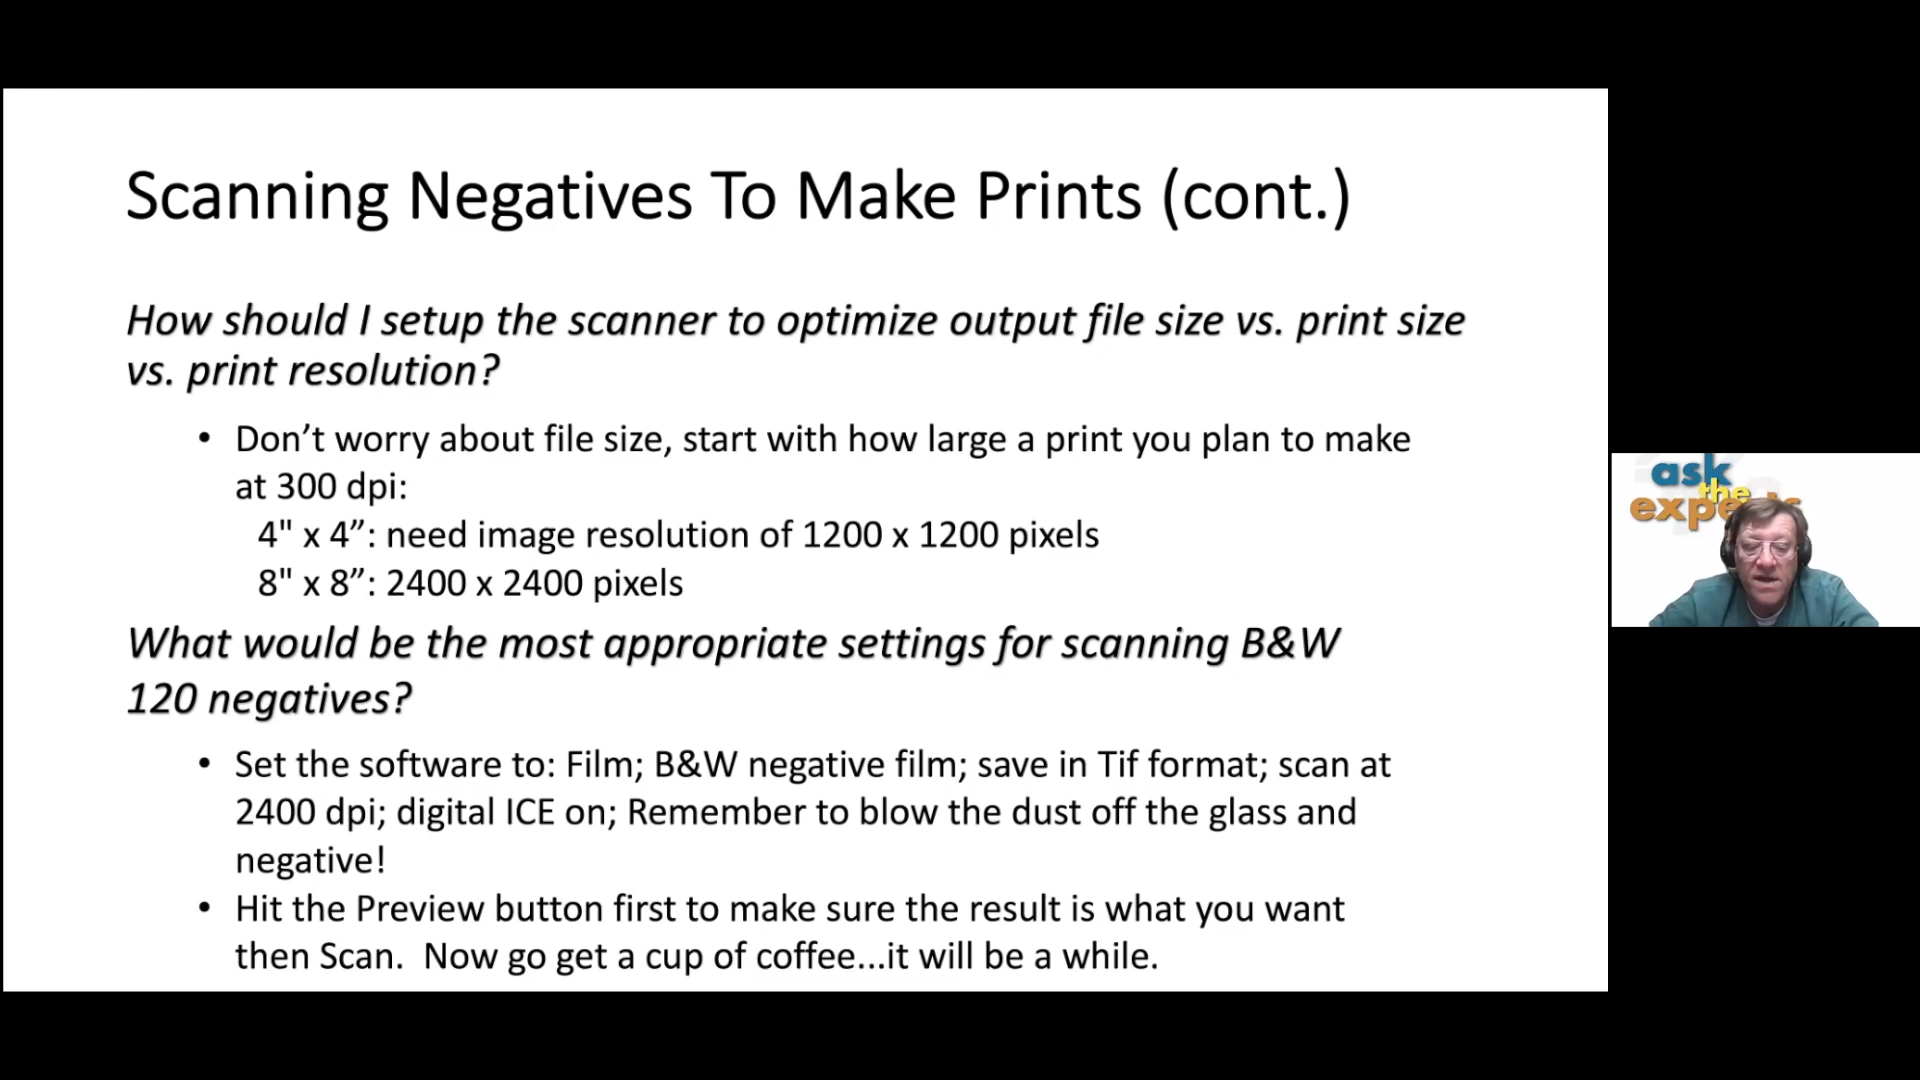 Scanning Negatives To Make Prints (cont.)
How should I setup the scanner to optimize output file size vs. print size
vs. print resolution?
• Don’t worry about file size, start with how large a print you plan to make
at 300 dpi:
4" x 4”: need image resolution of 1200 x 1200 pixels
8" x 8”: 2400 x 2400 pixels
What would be the most appropriate settings for scanning B&W
120 negatives?
• Set the software to: Film; B&W negative film; save in Tif format; scan at
2400 dpi; digital ICE on; Remember to blow the dust off the glass and
negative!
• Hit the Preview button first to make sure the result is what you want
then Scan.  Now go get a cup of coffee...it will be a while.
ask
the